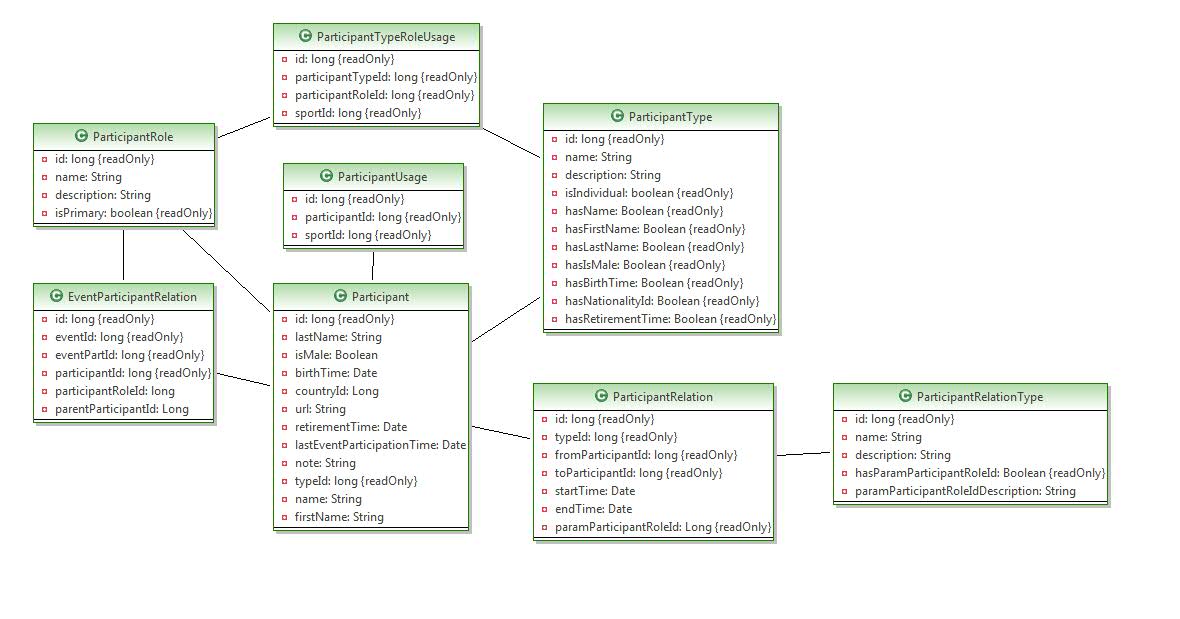 ParticipantTypeRoleUsage
id: long {readOnly}
participantTypeId: long {readOnly}
participantRoleId: long {readOnly}
sportId: long {readOnly}
ParticipantRole
id: long {readOnly}
name: String
description: String
isPrimary: boolean {readOnly}
ParticipantUsage
id: long {readOnly}
participantId: long {readOnly}
sportId: long {readOnly}
ParticipantType
id: long {readOnly}
name: String
description: String
isIndividual: boolean {readOnly}
hasName: Boolean {readOnly}
hasFirstName: Boolean {readOnly}
hasLastName: Boolean {readOnly}
hasIsMale: Boolean {readOnly}
hasBirthTime: Boolean {readOnly}
hasNationalityId: Boolean {readOnly}
hasRetirementTime: Boolean {readOnly}
EventParticipantRelation
id: long {readOnly}
eventId: long {readOnly}
eventPartId: long {readOnly}
participantId: long {readOnly}
participantRoleId: long
parentParticipantId: Long
Participant
id: long {readOnly}
lastName: String
isMale: Boolean
birthTime: Date
countryId: Long
url: String
retirementTime: Date
lastEventParticipationTime: Date
note: String
typeId: long {readOnly}
name: String
firstName: String
ParticipantRelation
id: long {readOnly}
typeId: long {readOnly}
fromParticipantId: long {readOnly}
toParticipantId: long {readOnly}
startTime: Date
endTime: Date
paramParticipantRoleId: Long {readOnly}
ParticipantRelationType
id: long {readOnly}
name: String
description: String
hasParamParticipantRoleId: Boolean {readOnly}
paramParticipantRoleIdDescription: String